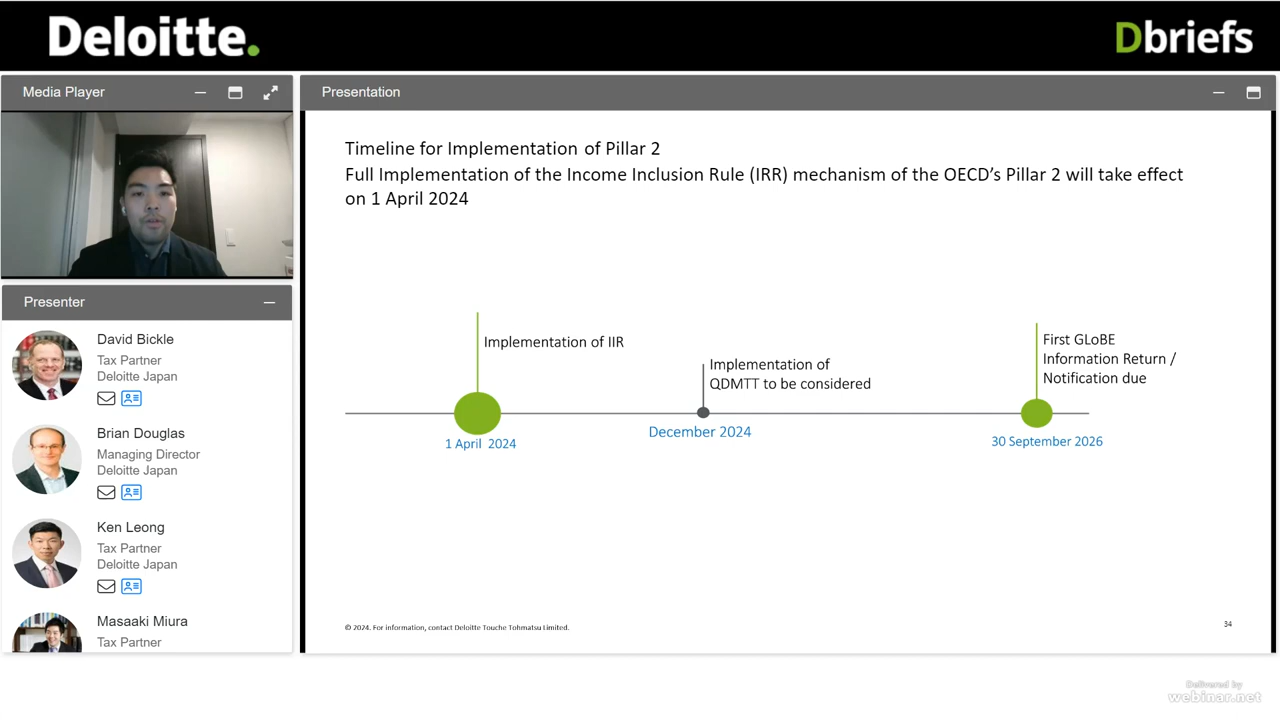 Deloitte.
Dbriefs
Media Player
Presentation
Timeline for Implementation of Pillar 2
Full Implementation of the Income Inclusion Rule (IRR) mechanism of the OECD’s Pillar 2 will take effect
on 1 April 2024
Presenter
David Bickle
Tax Partner
Deloitte Japan
Brian Douglas
Managing Director
Deloitte Japan
Ken Leong
Tax Partner
Deloitte Japan
Masaaki Miura
Tax Partner
Implementation of IIR
1 April 2024
Implementation of
QDMTT to be considered
December 2024
First GLoBE
Information Return /
Notification due
30 September 2026
© 2024. For information, contact Deloitte Touche Tohmatsu Limited.
34
Delivered by
webinar.net